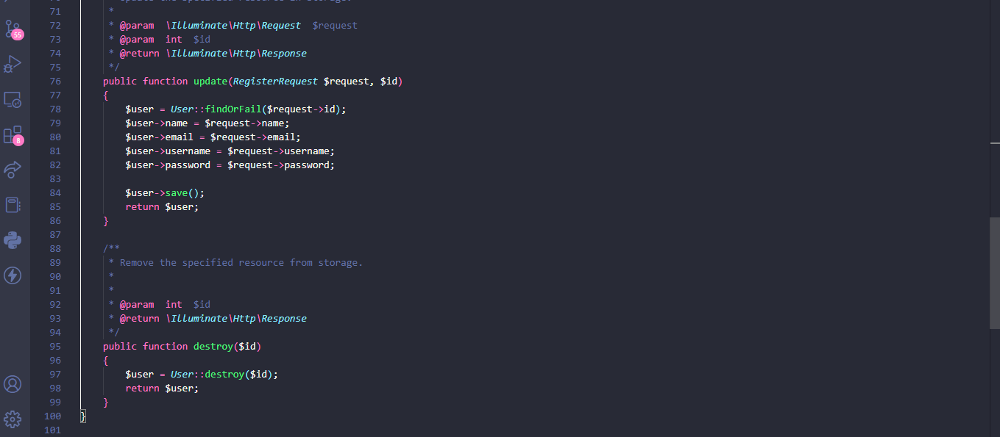 71 *
72 * @param  \Illuminate\Http\Request  $request
55
73 * @param  int  $id
74 * @return \Illuminate\Http\Response
75 */
76 public function update(RegisterRequest $request, $id)
77 {
78 $user = User::findOrFail($request->id);
79 $user->name = $request->name;
80 $user->email = $request->email;
8
81 $user->username = $request->username;
82 $user->password = $request->password;
83
84 $user->save();
85 return $user;
86 }
87
88 /**
89 * Remove the specified resource from storage.
90 *
91 *
92 * @param  int  $id
93 * @return \Illuminate\Http\Response
94 */
95 public function destroy($id)
96 {
97 $user = User::destroy($id);
98 return $user;
99 }
100 }
101